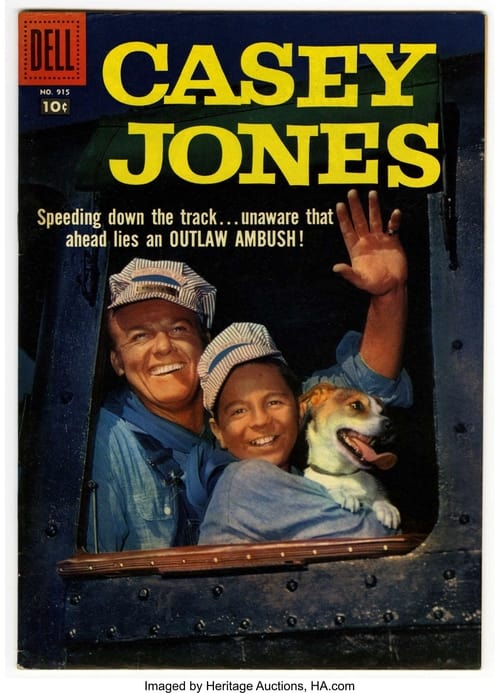 DELL
NO. 915
10¢
CASEY
JONES
Speeding down the track...unaware that
ahead lies an OUTLAW AMBUSH!
Imaged by Heritage Auctions, HA.com